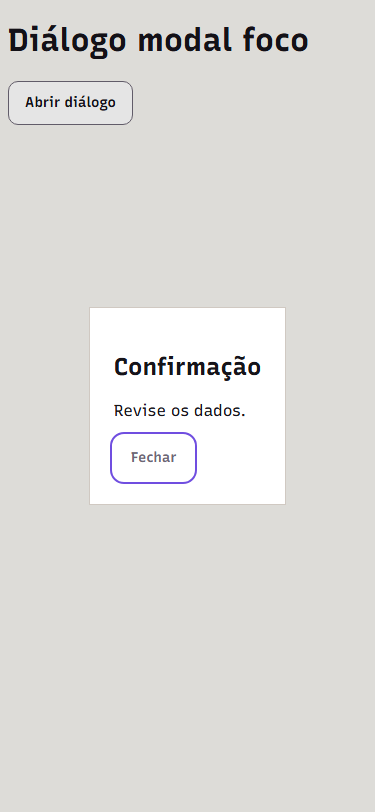 Diálogo modal foco
Abrir diálogo
Confirmação
Revise os dados.
Fechar